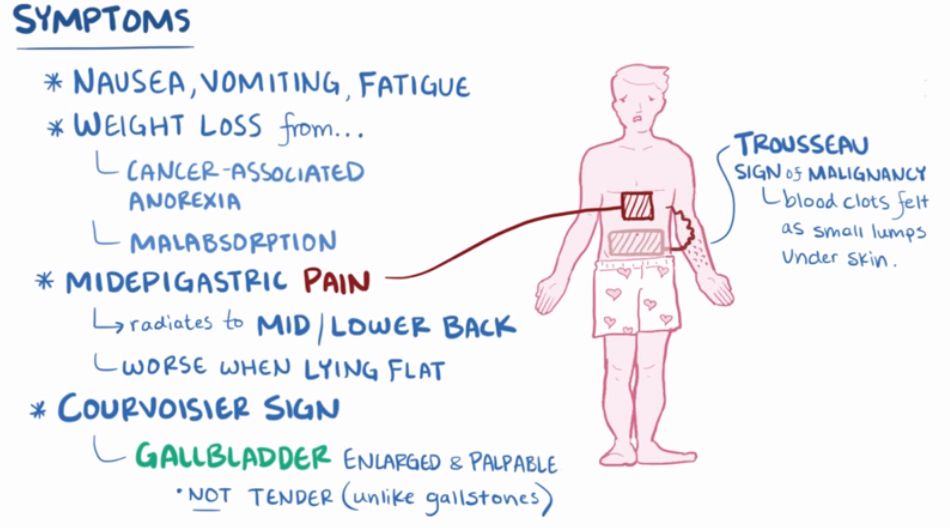 SYMPTOMS
* NAUSEA, VOMITING, FATIGUE
* WEIGHT LOSS from...
CANCER-ASSOCIATED
ANOREXIA
MALABSORPTION
* MIDEPIGASTRIC PAIN
radiates to MID/LOWER BACK
WORSE WHEN LYING FLAT
* COURVOISIER SIGN
GALLBLADDER ENLARGED & PALPABLE
• NOT TENDER (unlike gallstones)
TROUSSEAU
SIGN of MALIGNANCY
blood clots felt
as small lumps
under skin.